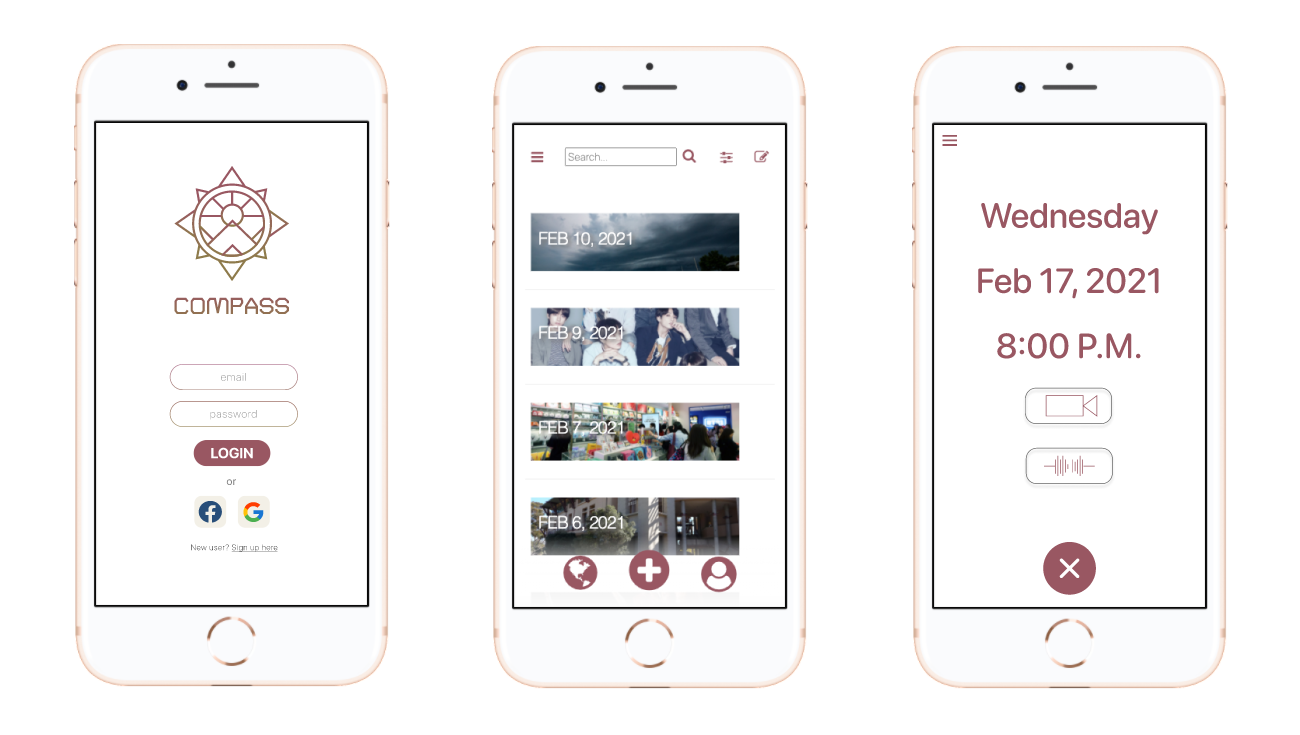 COMPASS
email
password
LOGIN
or
New user? Sign up here
Search...
FEB 10, 2021
FEB 9, 2021
FEB 7, 2021
FEB 6, 2021
Wednesday
Feb 17, 2021
8:00 P.M.